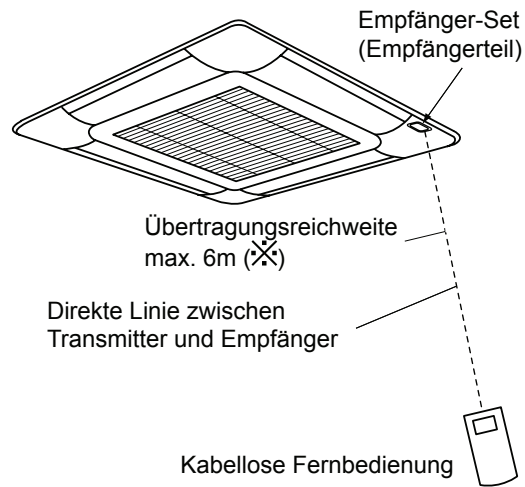 Empfänger-Set
(Empfängerteil)
Übertragungsreichweite
max. 6m (※)
Direkte Linie zwischen
Transmitter und Empfänger
Kabellose Fernbedienung